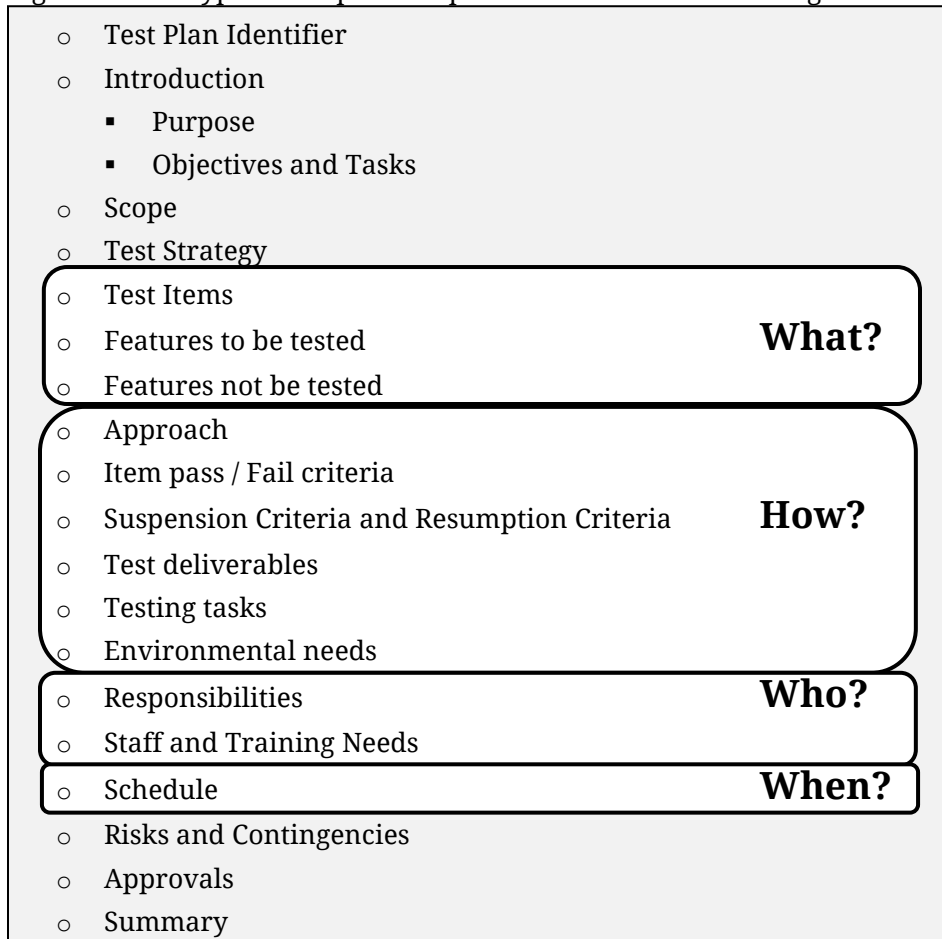 ○ Test Plan Identifier
○ Introduction
▪ Purpose
▪ Objectives and Tasks
○ Scope
○ Test Strategy
○ Test Items
○ Features to be tested What?
○ Features not be tested
○ Approach
○ Item pass / Fail criteria
○ Suspension Criteria and Resumption Criteria How?
○ Test deliverables
○ Testing tasks
○ Environmental needs
○ Responsibilities Who?
○ Staff and Training Needs
○ Schedule When?
○ Risks and Contingencies
○ Approvals
○ Summary